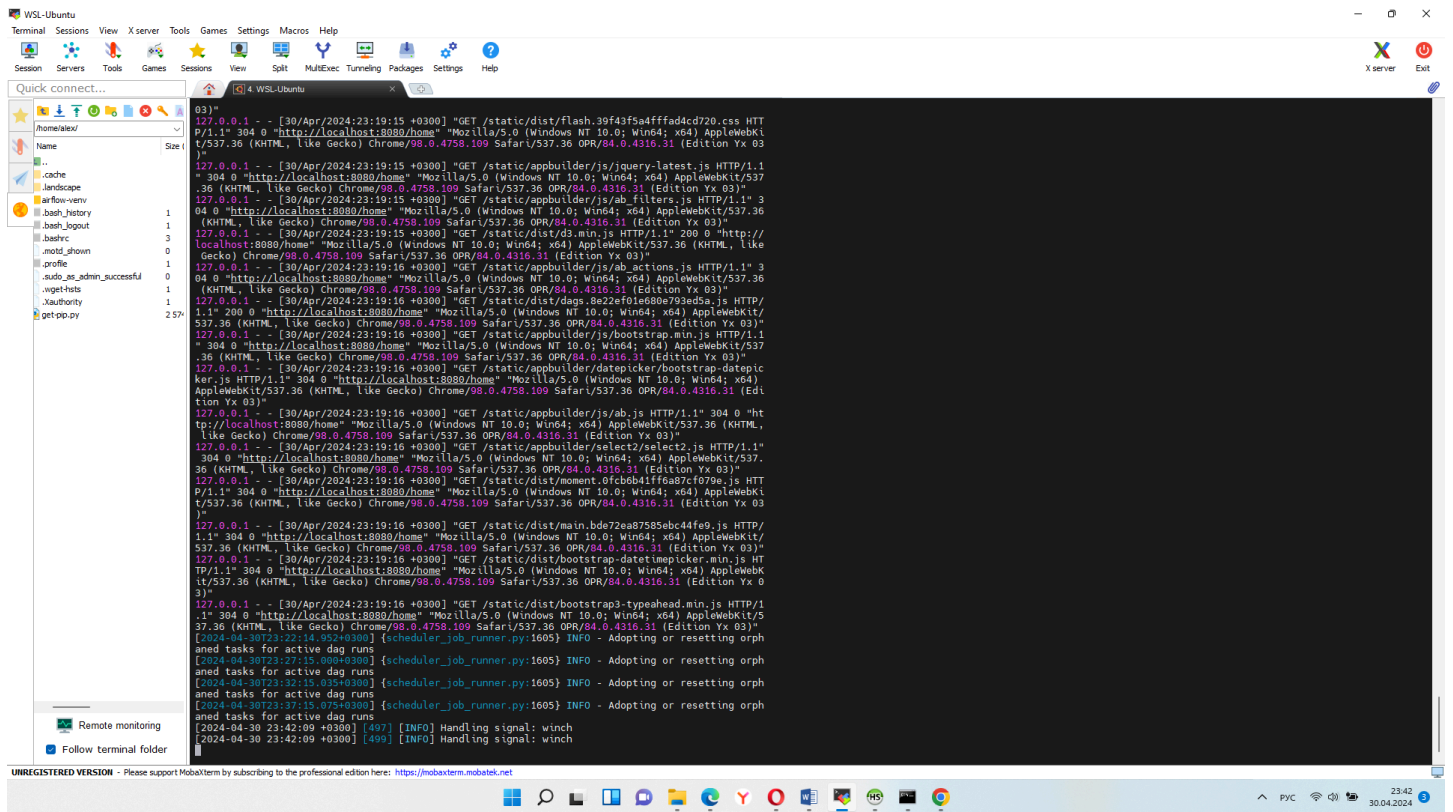 WSL-Ubuntu
Terminal Sessions View X server Tools Games Settings Macros Help
Session Servers Tools Games Sessions View Split MultiExec Tunneling Packages Settings Help X server Exit
Quick connect...
4. WSL-Ubuntu
/home/alex/
Name Size (
..
.cache
.landscape
airflow-venv
.bash_history 1
.bash_logout 1
.bashrc 3
.motd_shown 0
.profile 1
.sudo_as_admin_successful 0
.wget-hsts 1
.Xauthority 1
get-pip.py 2 574
Remote monitoring
Follow terminal folder
03)"
127.0.0.1 - - [30/Apr/2024:23:19:15 +0300] "GET /static/dist/flash.39f43f5a4fffad4cd720.css HTT
P/1.1" 304 0 "http://localhost:8080/home" "Mozilla/5.0 (Windows NT 10.0; Win64; x64) AppleWebKi
t/537.36 (KHTML, like Gecko) Chrome/98.0.4758.109 Safari/537.36 OPR/84.0.4316.31 (Edition Yx 03
)"
127.0.0.1 - - [30/Apr/2024:23:19:15 +0300] "GET /static/appbuilder/js/jquery-latest.js HTTP/1.1
" 304 0 "http://localhost:8080/home" "Mozilla/5.0 (Windows NT 10.0; Win64; x64) AppleWebKit/537
.36 (KHTML, like Gecko) Chrome/98.0.4758.109 Safari/537.36 OPR/84.0.4316.31 (Edition Yx 03)"
127.0.0.1 - - [30/Apr/2024:23:19:15 +0300] "GET /static/appbuilder/js/ab_filters.js HTTP/1.1" 3
04 0 "http://localhost:8080/home" "Mozilla/5.0 (Windows NT 10.0; Win64; x64) AppleWebKit/537.36
(KHTML, like Gecko) Chrome/98.0.4758.109 Safari/537.36 OPR/84.0.4316.31 (Edition Yx 03)"
127.0.0.1 - - [30/Apr/2024:23:19:15 +0300] "GET /static/dist/d3.min.js HTTP/1.1" 200 0 "http://
localhost:8080/home" "Mozilla/5.0 (Windows NT 10.0; Win64; x64) AppleWebKit/537.36 (KHTML, like
Gecko) Chrome/98.0.4758.109 Safari/537.36 OPR/84.0.4316.31 (Edition Yx 03)"
127.0.0.1 - - [30/Apr/2024:23:19:16 +0300] "GET /static/appbuilder/js/ab_actions.js HTTP/1.1" 3
04 0 "http://localhost:8080/home" "Mozilla/5.0 (Windows NT 10.0; Win64; x64) AppleWebKit/537.36
(KHTML, like Gecko) Chrome/98.0.4758.109 Safari/537.36 OPR/84.0.4316.31 (Edition Yx 03)"
127.0.0.1 - - [30/Apr/2024:23:19:16 +0300] "GET /static/dist/dags.8e22ef01e680e793ed5a.js HTTP/
1.1" 200 0 "http://localhost:8080/home" "Mozilla/5.0 (Windows NT 10.0; Win64; x64) AppleWebKit/
537.36 (KHTML, like Gecko) Chrome/98.0.4758.109 Safari/537.36 OPR/84.0.4316.31 (Edition Yx 03)"
127.0.0.1 - - [30/Apr/2024:23:19:16 +0300] "GET /static/appbuilder/js/bootstrap.min.js HTTP/1.1
" 304 0 "http://localhost:8080/home" "Mozilla/5.0 (Windows NT 10.0; Win64; x64) AppleWebKit/537
.36 (KHTML, like Gecko) Chrome/98.0.4758.109 Safari/537.36 OPR/84.0.4316.31 (Edition Yx 03)"
127.0.0.1 - - [30/Apr/2024:23:19:16 +0300] "GET /static/appbuilder/datepicker/bootstrap-datepic
ker.js HTTP/1.1" 304 0 "http://localhost:8080/home" "Mozilla/5.0 (Windows NT 10.0; Win64; x64)
AppleWebKit/537.36 (KHTML, like Gecko) Chrome/98.0.4758.109 Safari/537.36 OPR/84.0.4316.31 (Edi
tion Yx 03)"
127.0.0.1 - - [30/Apr/2024:23:19:16 +0300] "GET /static/appbuilder/js/ab.js HTTP/1.1" 304 0 "ht
tp://localhost:8080/home" "Mozilla/5.0 (Windows NT 10.0; Win64; x64) AppleWebKit/537.36 (KHTML,
like Gecko) Chrome/98.0.4758.109 Safari/537.36 OPR/84.0.4316.31 (Edition Yx 03)"
127.0.0.1 - - [30/Apr/2024:23:19:16 +0300] "GET /static/appbuilder/select2/select2.js HTTP/1.1"
304 0 "http://localhost:8080/home" "Mozilla/5.0 (Windows NT 10.0; Win64; x64) AppleWebKit/537.
36 (KHTML, like Gecko) Chrome/98.0.4758.109 Safari/537.36 OPR/84.0.4316.31 (Edition Yx 03)"
127.0.0.1 - - [30/Apr/2024:23:19:16 +0300] "GET /static/dist/moment.0fcb6b41ff6a87cf079e.js HTT
P/1.1" 304 0 "http://localhost:8080/home" "Mozilla/5.0 (Windows NT 10.0; Win64; x64) AppleWebKi
t/537.36 (KHTML, like Gecko) Chrome/98.0.4758.109 Safari/537.36 OPR/84.0.4316.31 (Edition Yx 03
)"
127.0.0.1 - - [30/Apr/2024:23:19:16 +0300] "GET /static/dist/main.bde72ea87585ebc44fe9.js HTTP/
1.1" 304 0 "http://localhost:8080/home" "Mozilla/5.0 (Windows NT 10.0; Win64; x64) AppleWebKit/
537.36 (KHTML, like Gecko) Chrome/98.0.4758.109 Safari/537.36 OPR/84.0.4316.31 (Edition Yx 03)"
127.0.0.1 - - [30/Apr/2024:23:19:16 +0300] "GET /static/dist/bootstrap-datetimepicker.min.js HT
TP/1.1" 304 0 "http://localhost:8080/home" "Mozilla/5.0 (Windows NT 10.0; Win64; x64) AppleWebK
it/537.36 (KHTML, like Gecko) Chrome/98.0.4758.109 Safari/537.36 OPR/84.0.4316.31 (Edition Yx 0
3)"
127.0.0.1 - - [30/Apr/2024:23:19:16 +0300] "GET /static/dist/bootstrap3-typeahead.min.js HTTP/1
.1" 304 0 "http://localhost:8080/home" "Mozilla/5.0 (Windows NT 10.0; Win64; x64) AppleWebKit/5
37.36 (KHTML, like Gecko) Chrome/98.0.4758.109 Safari/537.36 OPR/84.0.4316.31 (Edition Yx 03)"
[2024-04-30T23:22:14.952+0300] {scheduler_job_runner.py:1605} INFO - Adopting or resetting orph
aned tasks for active dag runs
[2024-04-30T23:27:15.000+0300] {scheduler_job_runner.py:1605} INFO - Adopting or resetting orph
aned tasks for active dag runs
[2024-04-30T23:32:15.035+0300] {scheduler_job_runner.py:1605} INFO - Adopting or resetting orph
aned tasks for active dag runs
[2024-04-30T23:37:15.075+0300] {scheduler_job_runner.py:1605} INFO - Adopting or resetting orph
aned tasks for active dag runs
[2024-04-30 23:42:09 +0300] [497] [INFO] Handling signal: winch
[2024-04-30 23:42:09 +0300] [499] [INFO] Handling signal: winch
UNREGISTERED VERSION - Please support MobaXterm by subscribing to the professional edition here: https://mobaxterm.mobatek.net
РУС 23:42
30.04.2024 3